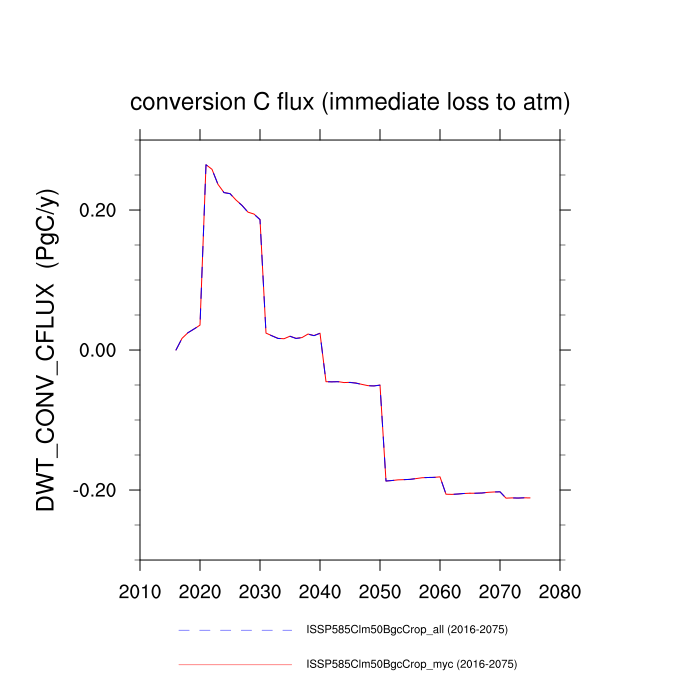 conversion C flux (immediate loss to atm)
DWT_CONV_CFLUX (PgC/y)
0.20
0.00
-0.20
2010 2020 2030 2040 2050 2060 2070 2080
ISSP585Clm50BgcCrop_all (2016-2075)
ISSP585Clm50BgcCrop_myc (2016-2075)